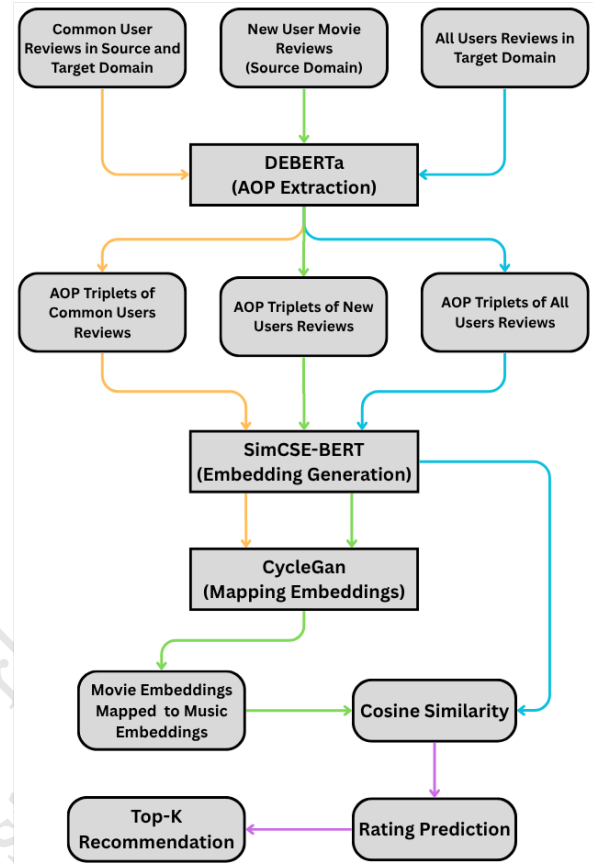 Common User
Reviews in Source and
Target Domain
New User Movie
Reviews
(Source Domain)
All Users Reviews in
Target Domain
DEBERTa
(AOP Extraction)
AOP Triplets of
Common Users
Reviews
AOP Triplets of New
Users Reviews
AOP Triplets of All
Users Reviews
SimCSE-BERT
(Embedding Generation)
CycleGan
(Mapping Embeddings)
Movie Embeddings
Mapped to Music
Embeddings
Cosine Similarity
Top-K
Recommendation
Rating Prediction